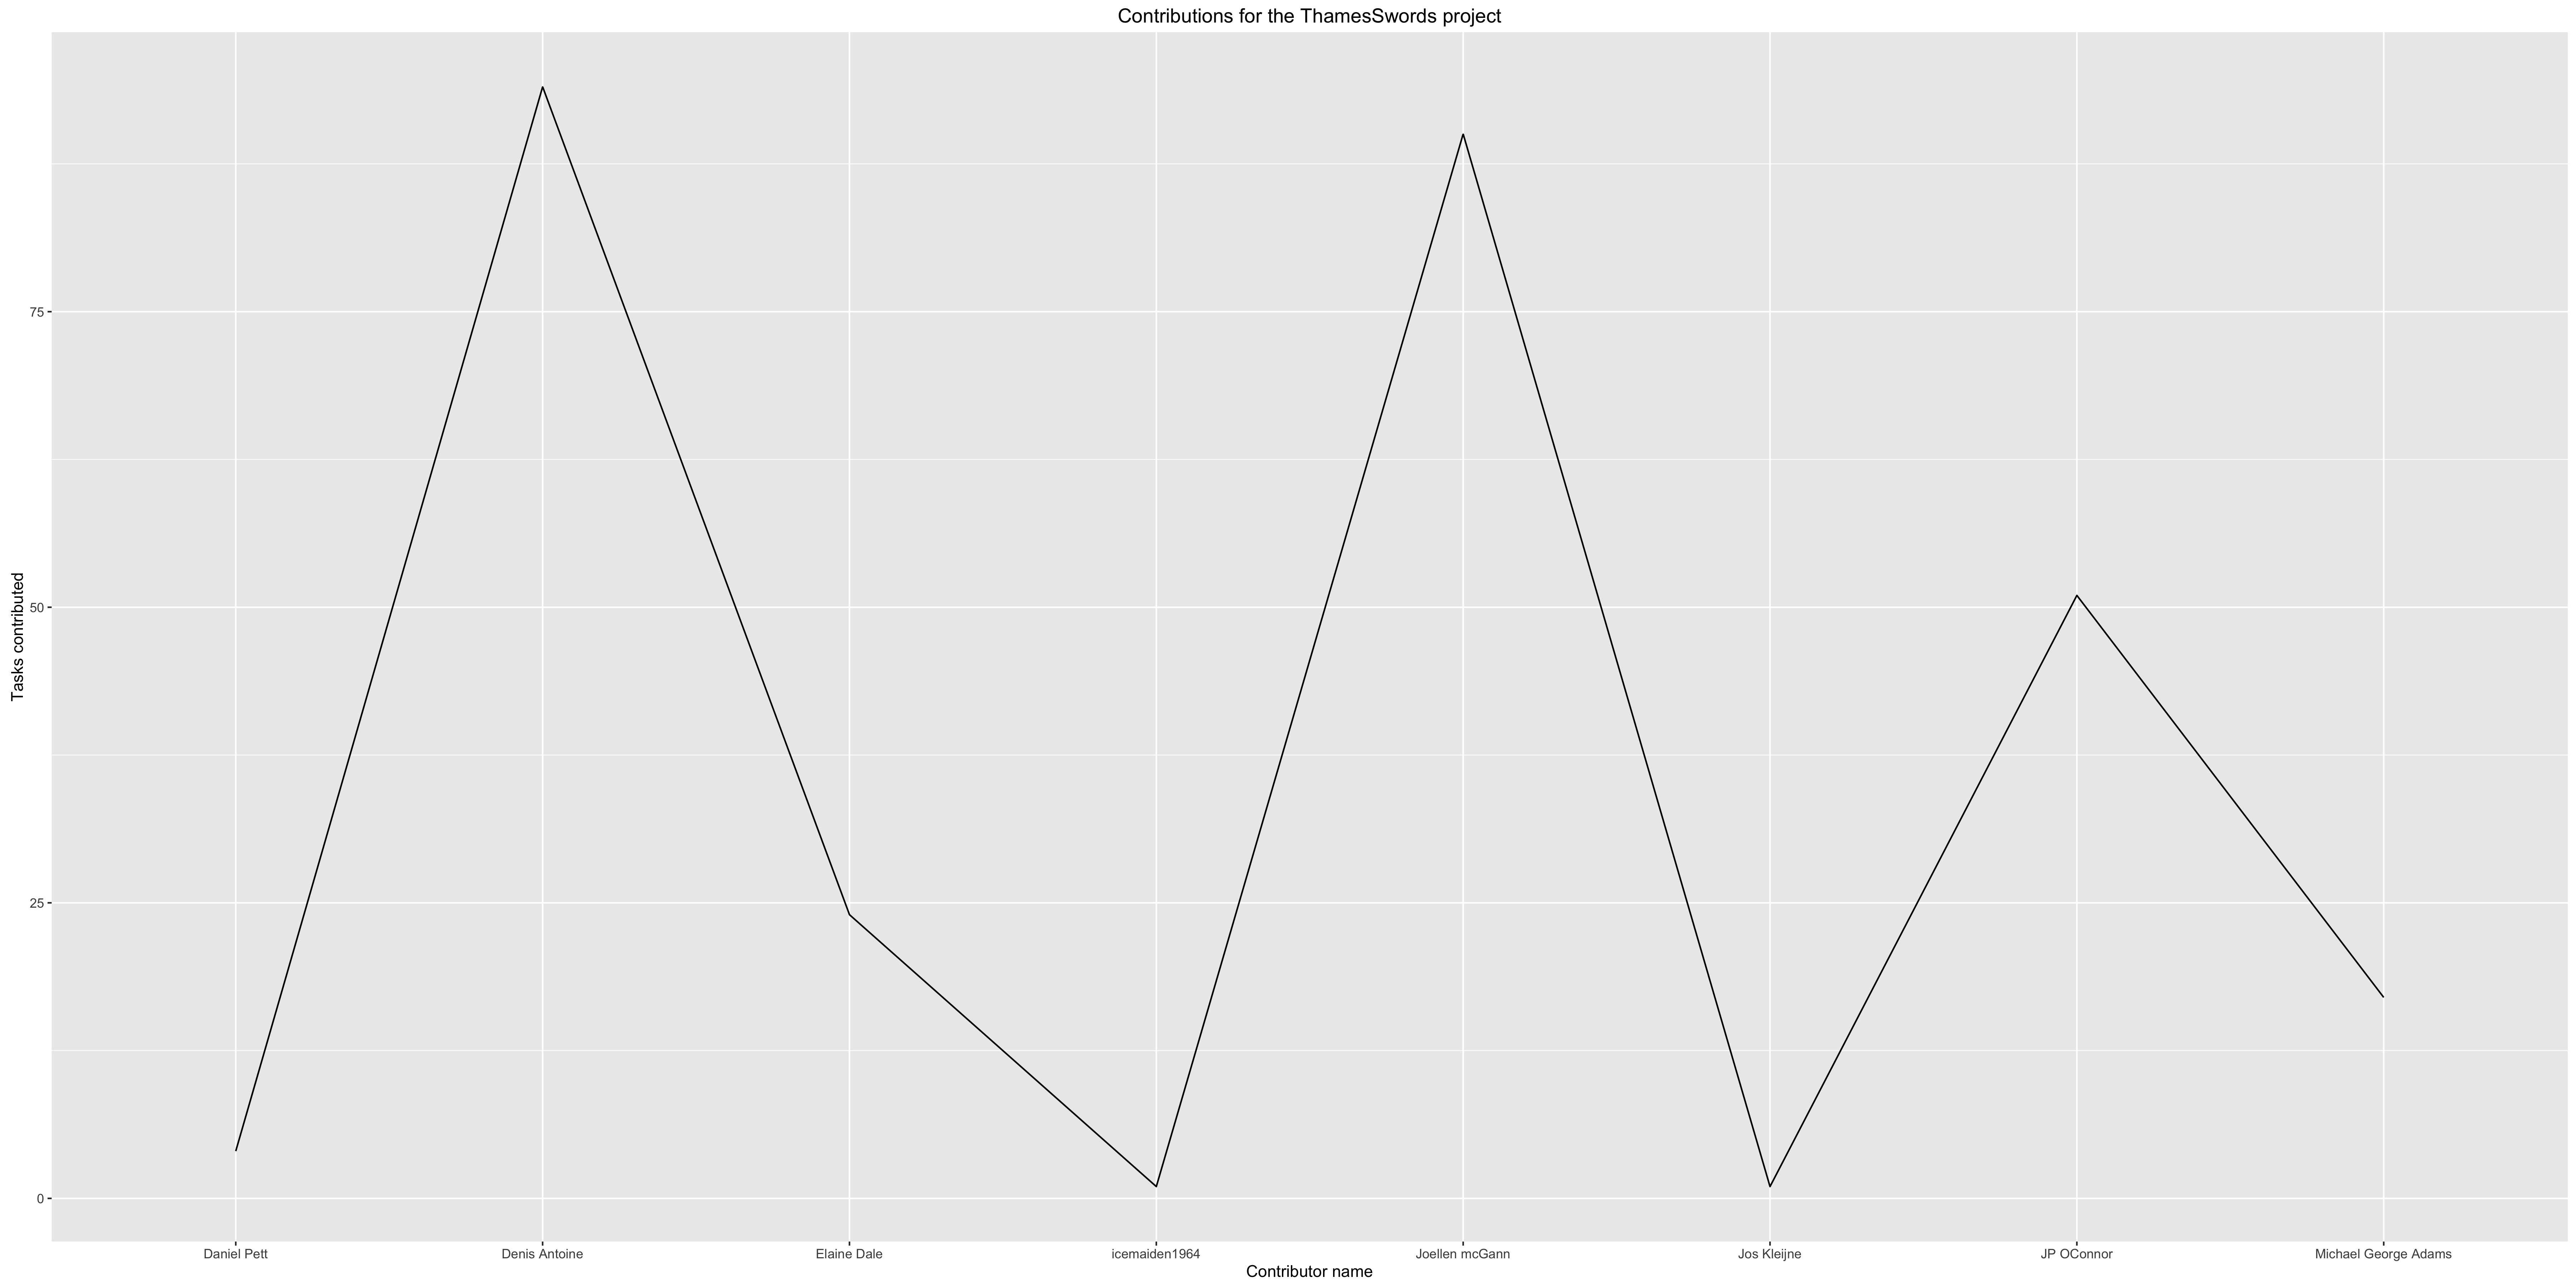 Contributions for the ThamesSwords project
Tasks contributed
75
50
25
0
Daniel Pett
Denis Antoine
Elaine Dale
icemaiden1964
Joellen mcGann
Jos Kleijne
JP OConnor
Michael George Adams
Contributor name